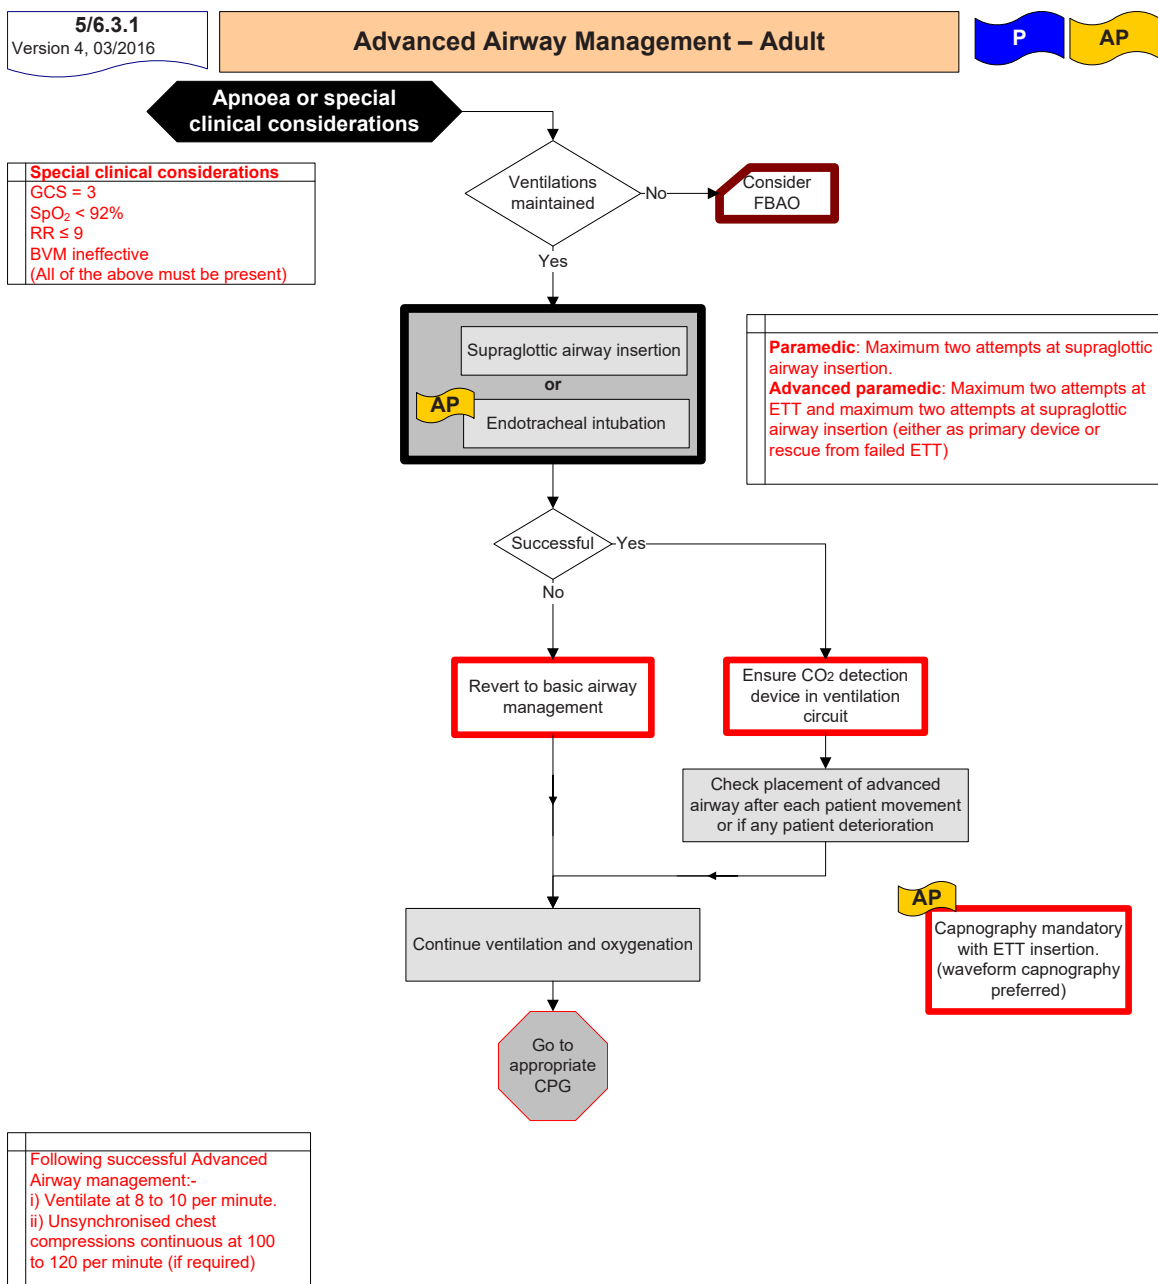 5/6.3.1
Version 4, 03/2016
Advanced Airway Management – Adult
P
AP
Apnoea or special
clinical considerations
Special clinical considerations
GCS = 3
SpO₂ < 92%
RR ≤ 9
BVM ineffective
(All of the above must be present)
Ventilations
maintained
No
Consider
FBAO
Yes
Supraglottic airway insertion
or
AP
Endotracheal intubation
Paramedic: Maximum two attempts at supraglottic
airway insertion.
Advanced paramedic: Maximum two attempts at
ETT and maximum two attempts at supraglottic
airway insertion (either as primary device or
rescue from failed ETT)
Successful
Yes
No
Revert to basic airway
management
Ensure CO2 detection
device in ventilation
circuit
Check placement of advanced
airway after each patient movement
or if any patient deterioration
Continue ventilation and oxygenation
AP
Capnography mandatory
with ETT insertion.
(waveform capnography
preferred)
Go to
appropriate
CPG
Following successful Advanced
Airway management:-
i) Ventilate at 8 to 10 per minute.
ii) Unsynchronised chest
compressions continuous at 100
to 120 per minute (if required)